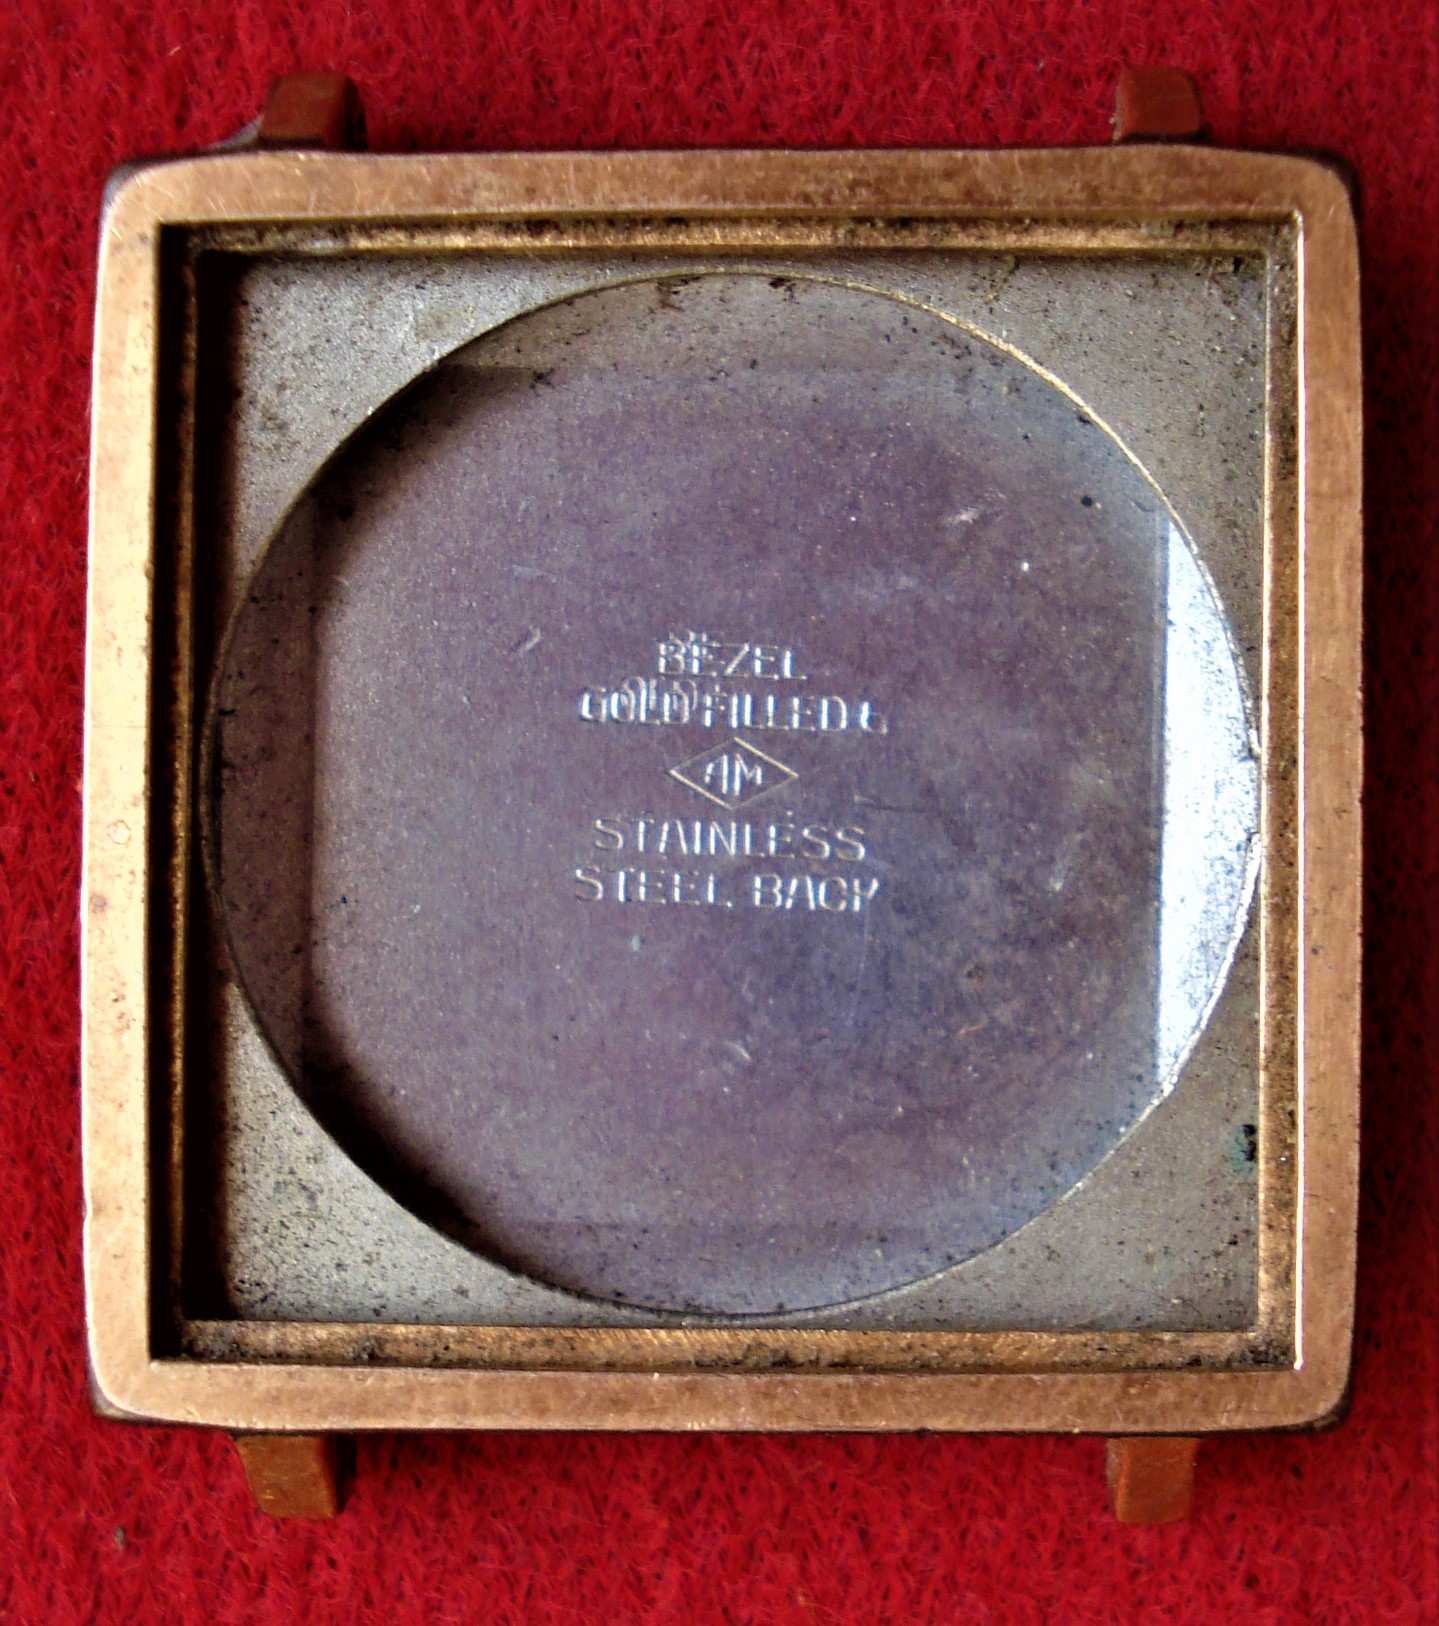 BEZEL
GOLD FILLED G
AM
STAINLESS
STEEL BACK